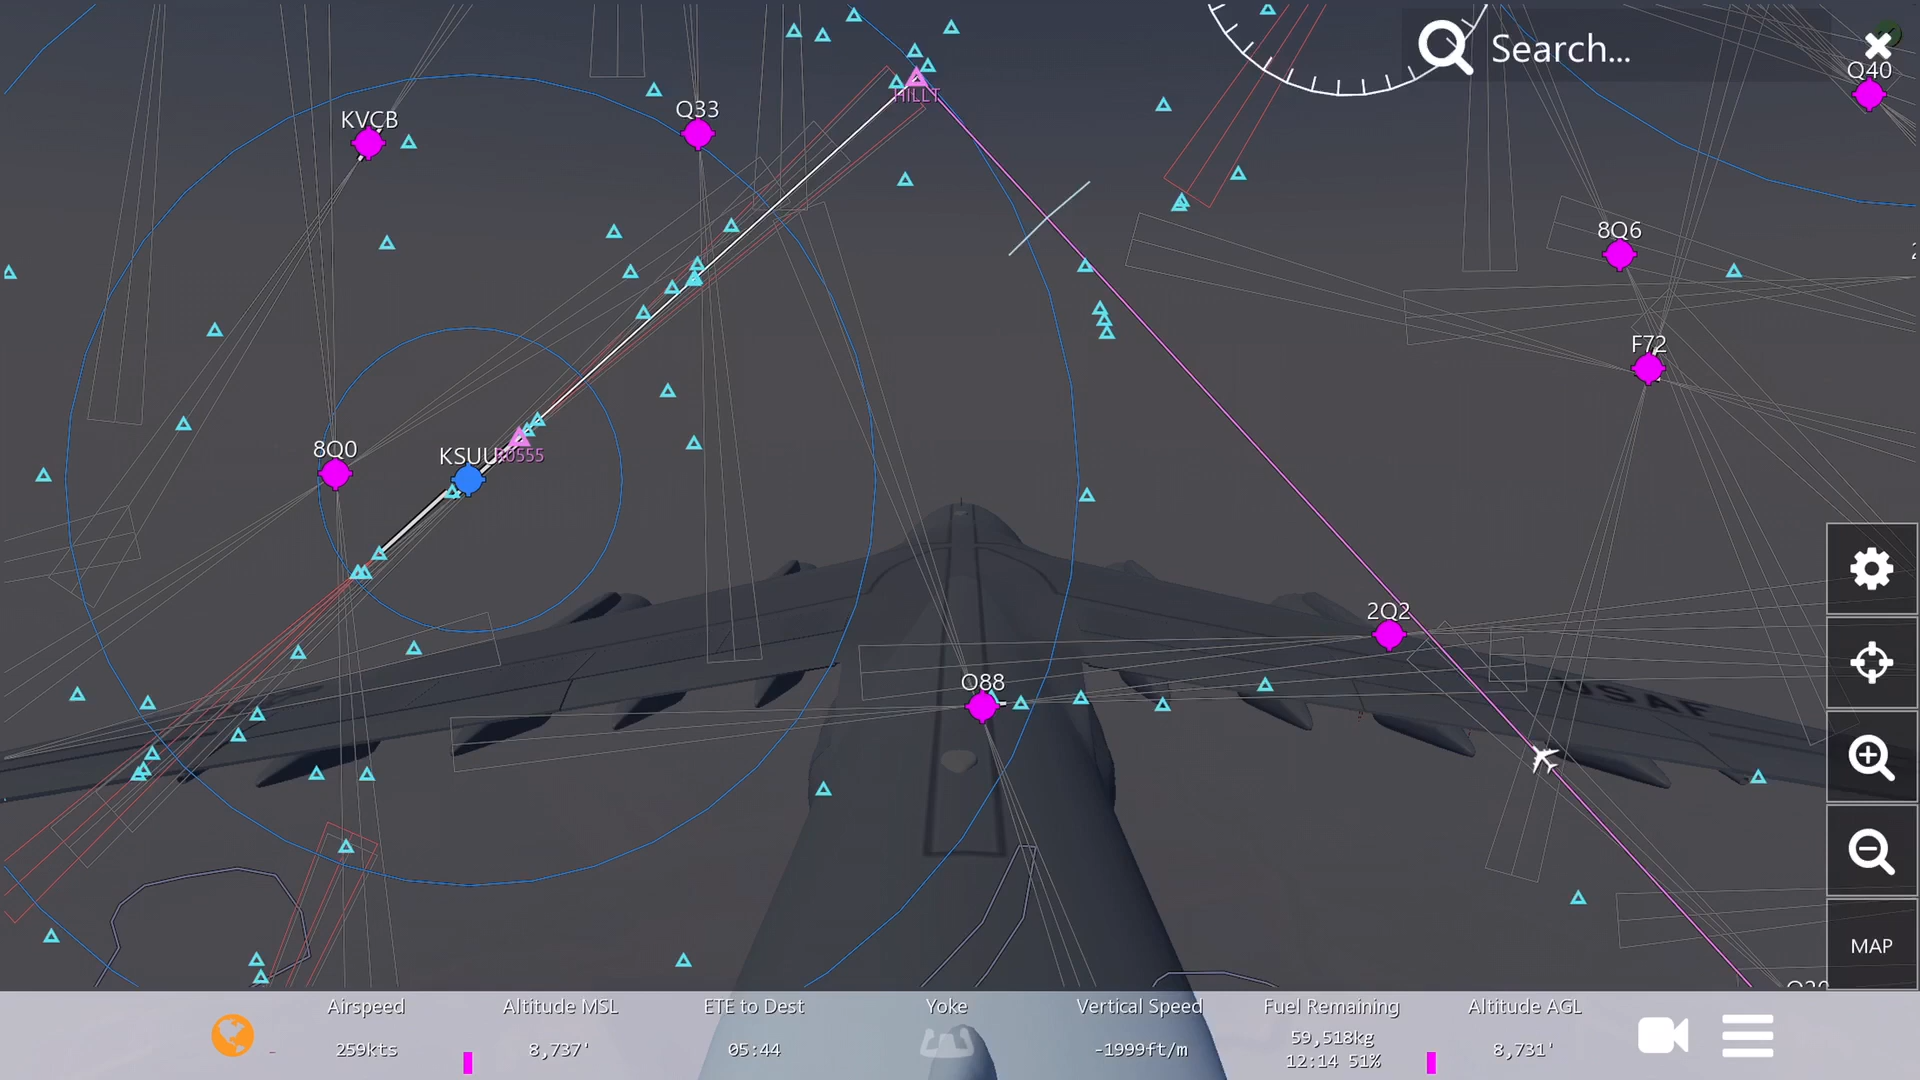 Search...
Q40
Q33
KVCB
HILLT
8Q6
F72
8Q0
KSUU
2Q2
O88
USAF
MAP
Airspeed
259kts
Altitude MSL
8,737'
ETE to Dest
05:44
Yoke
Vertical Speed
-1999ft/m
Fuel Remaining
59,518kg
12:14 51%
Altitude AGL
8,731'